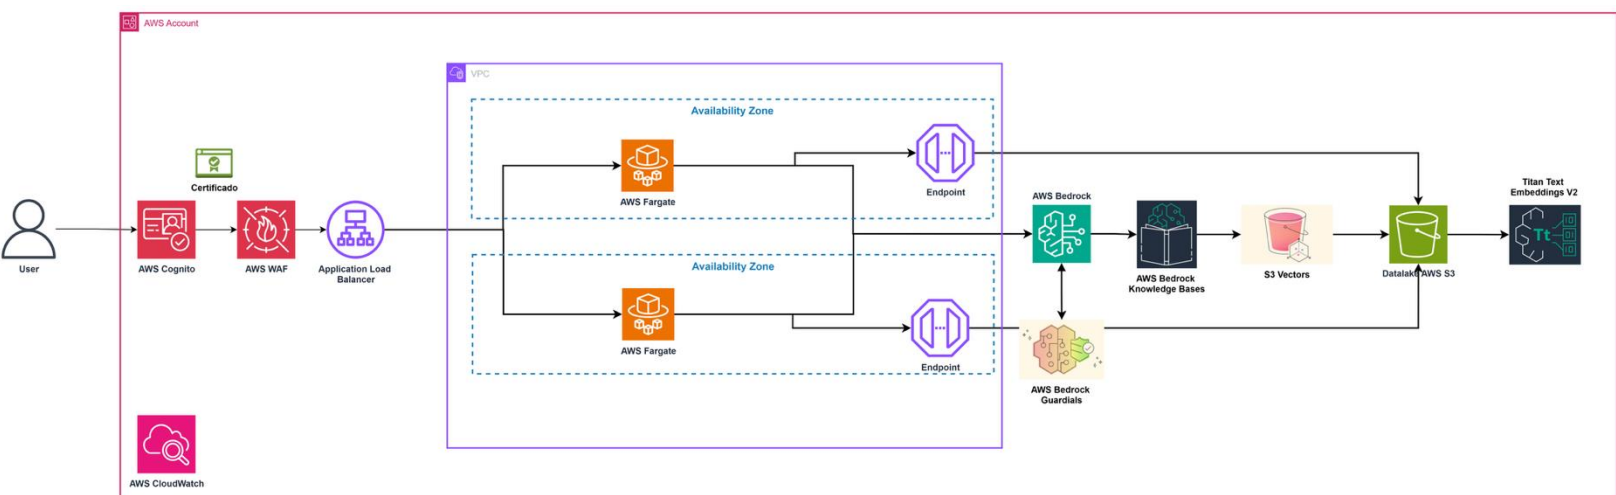 AWS Account
VPC
Availability Zone
Certificado
AWS Fargate
Endpoint
AWS Bedrock
Titan Text
Embeddings V2
User
AWS Cognito
AWS WAF
Application Load
Balancer
Availability Zone
AWS Bedrock
Knowledge Bases
S3 Vectors
Datalake AWS S3
Tt
AWS Fargate
Endpoint
AWS Bedrock
Guardials
AWS CloudWatch